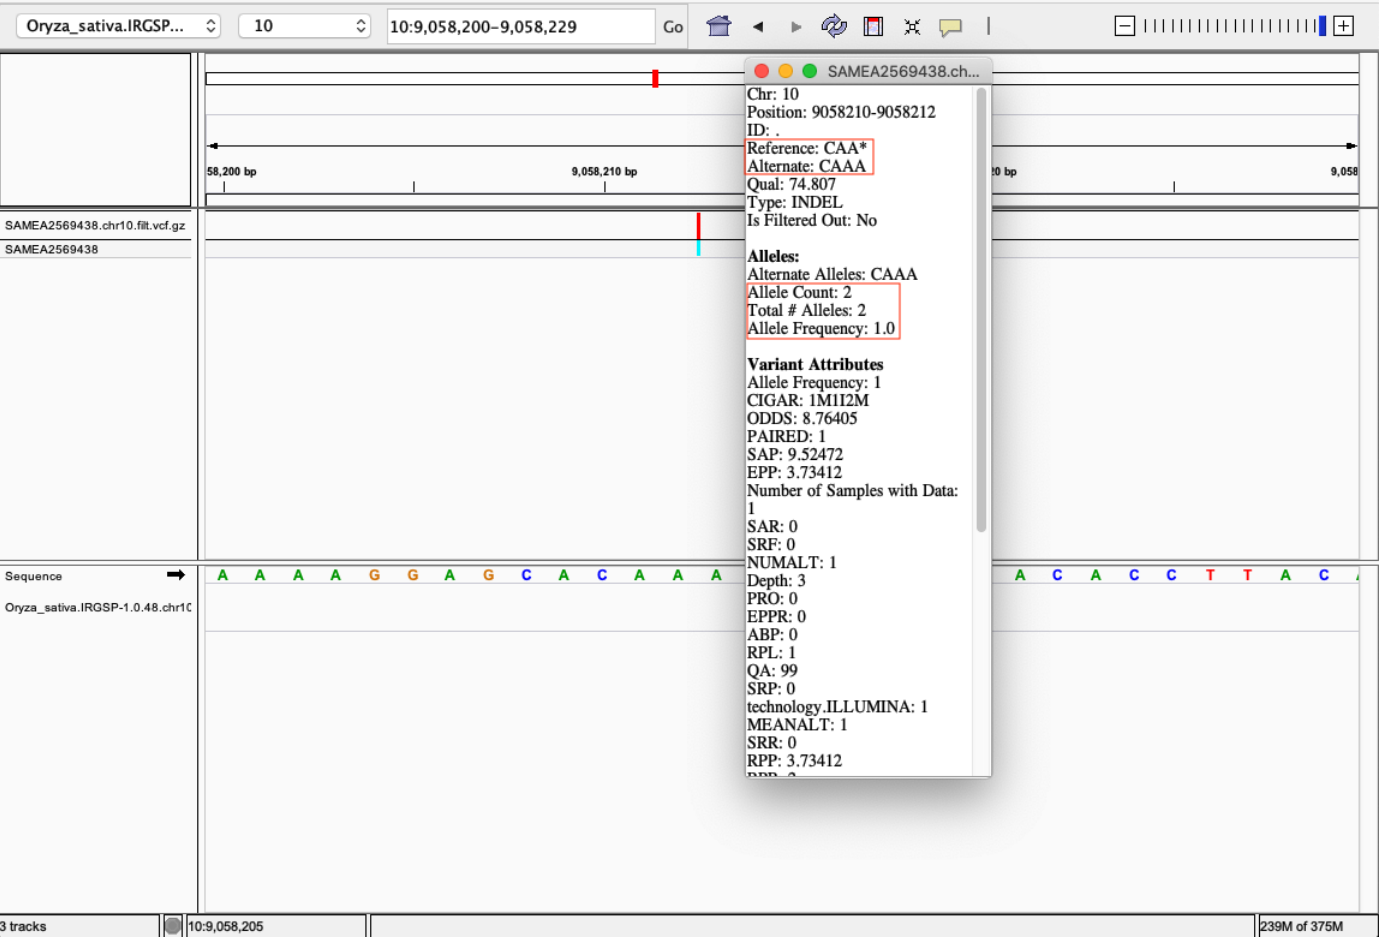 Oryza_sativa.IRGSP... 10 10:9,058,200-9,058,229 Go
SAMEA2569438.ch...
Chr: 10
Position: 9058210-9058212
ID: .
Reference: CAA*
Alternate: CAAA
58,200 bp 9,058,210 bp 20 bp 9,058
Qual: 74.807
Type: INDEL
Is Filtered Out: No
SAMEA2569438.chr10.filt.vcf.gz
SAMEA2569438
Alleles:
Alternate Alleles: CAAA
Allele Count: 2
Total # Alleles: 2
Allele Frequency: 1.0
Variant Attributes
Allele Frequency: 1
CIGAR: 1M1I2M
ODDS: 8.76405
PAIRED: 1
SAP: 9.52472
EPP: 3.73412
Number of Samples with Data:
1
SAR: 0
SRF: 0
NUMALT: 1
Depth: 3
PRO: 0
EPPR: 0
ABP: 0
RPL: 1
QA: 99
SRP: 0
technology.ILLUMINA: 1
MEANALT: 1
SRR: 0
RPP: 3.73412
Sequence A A A A G G A G C A C A A A A C A C C T T A C
Oryza_sativa.IRGSP-1.0.48.chr10
3 tracks 10:9,058,205 239M of 375M